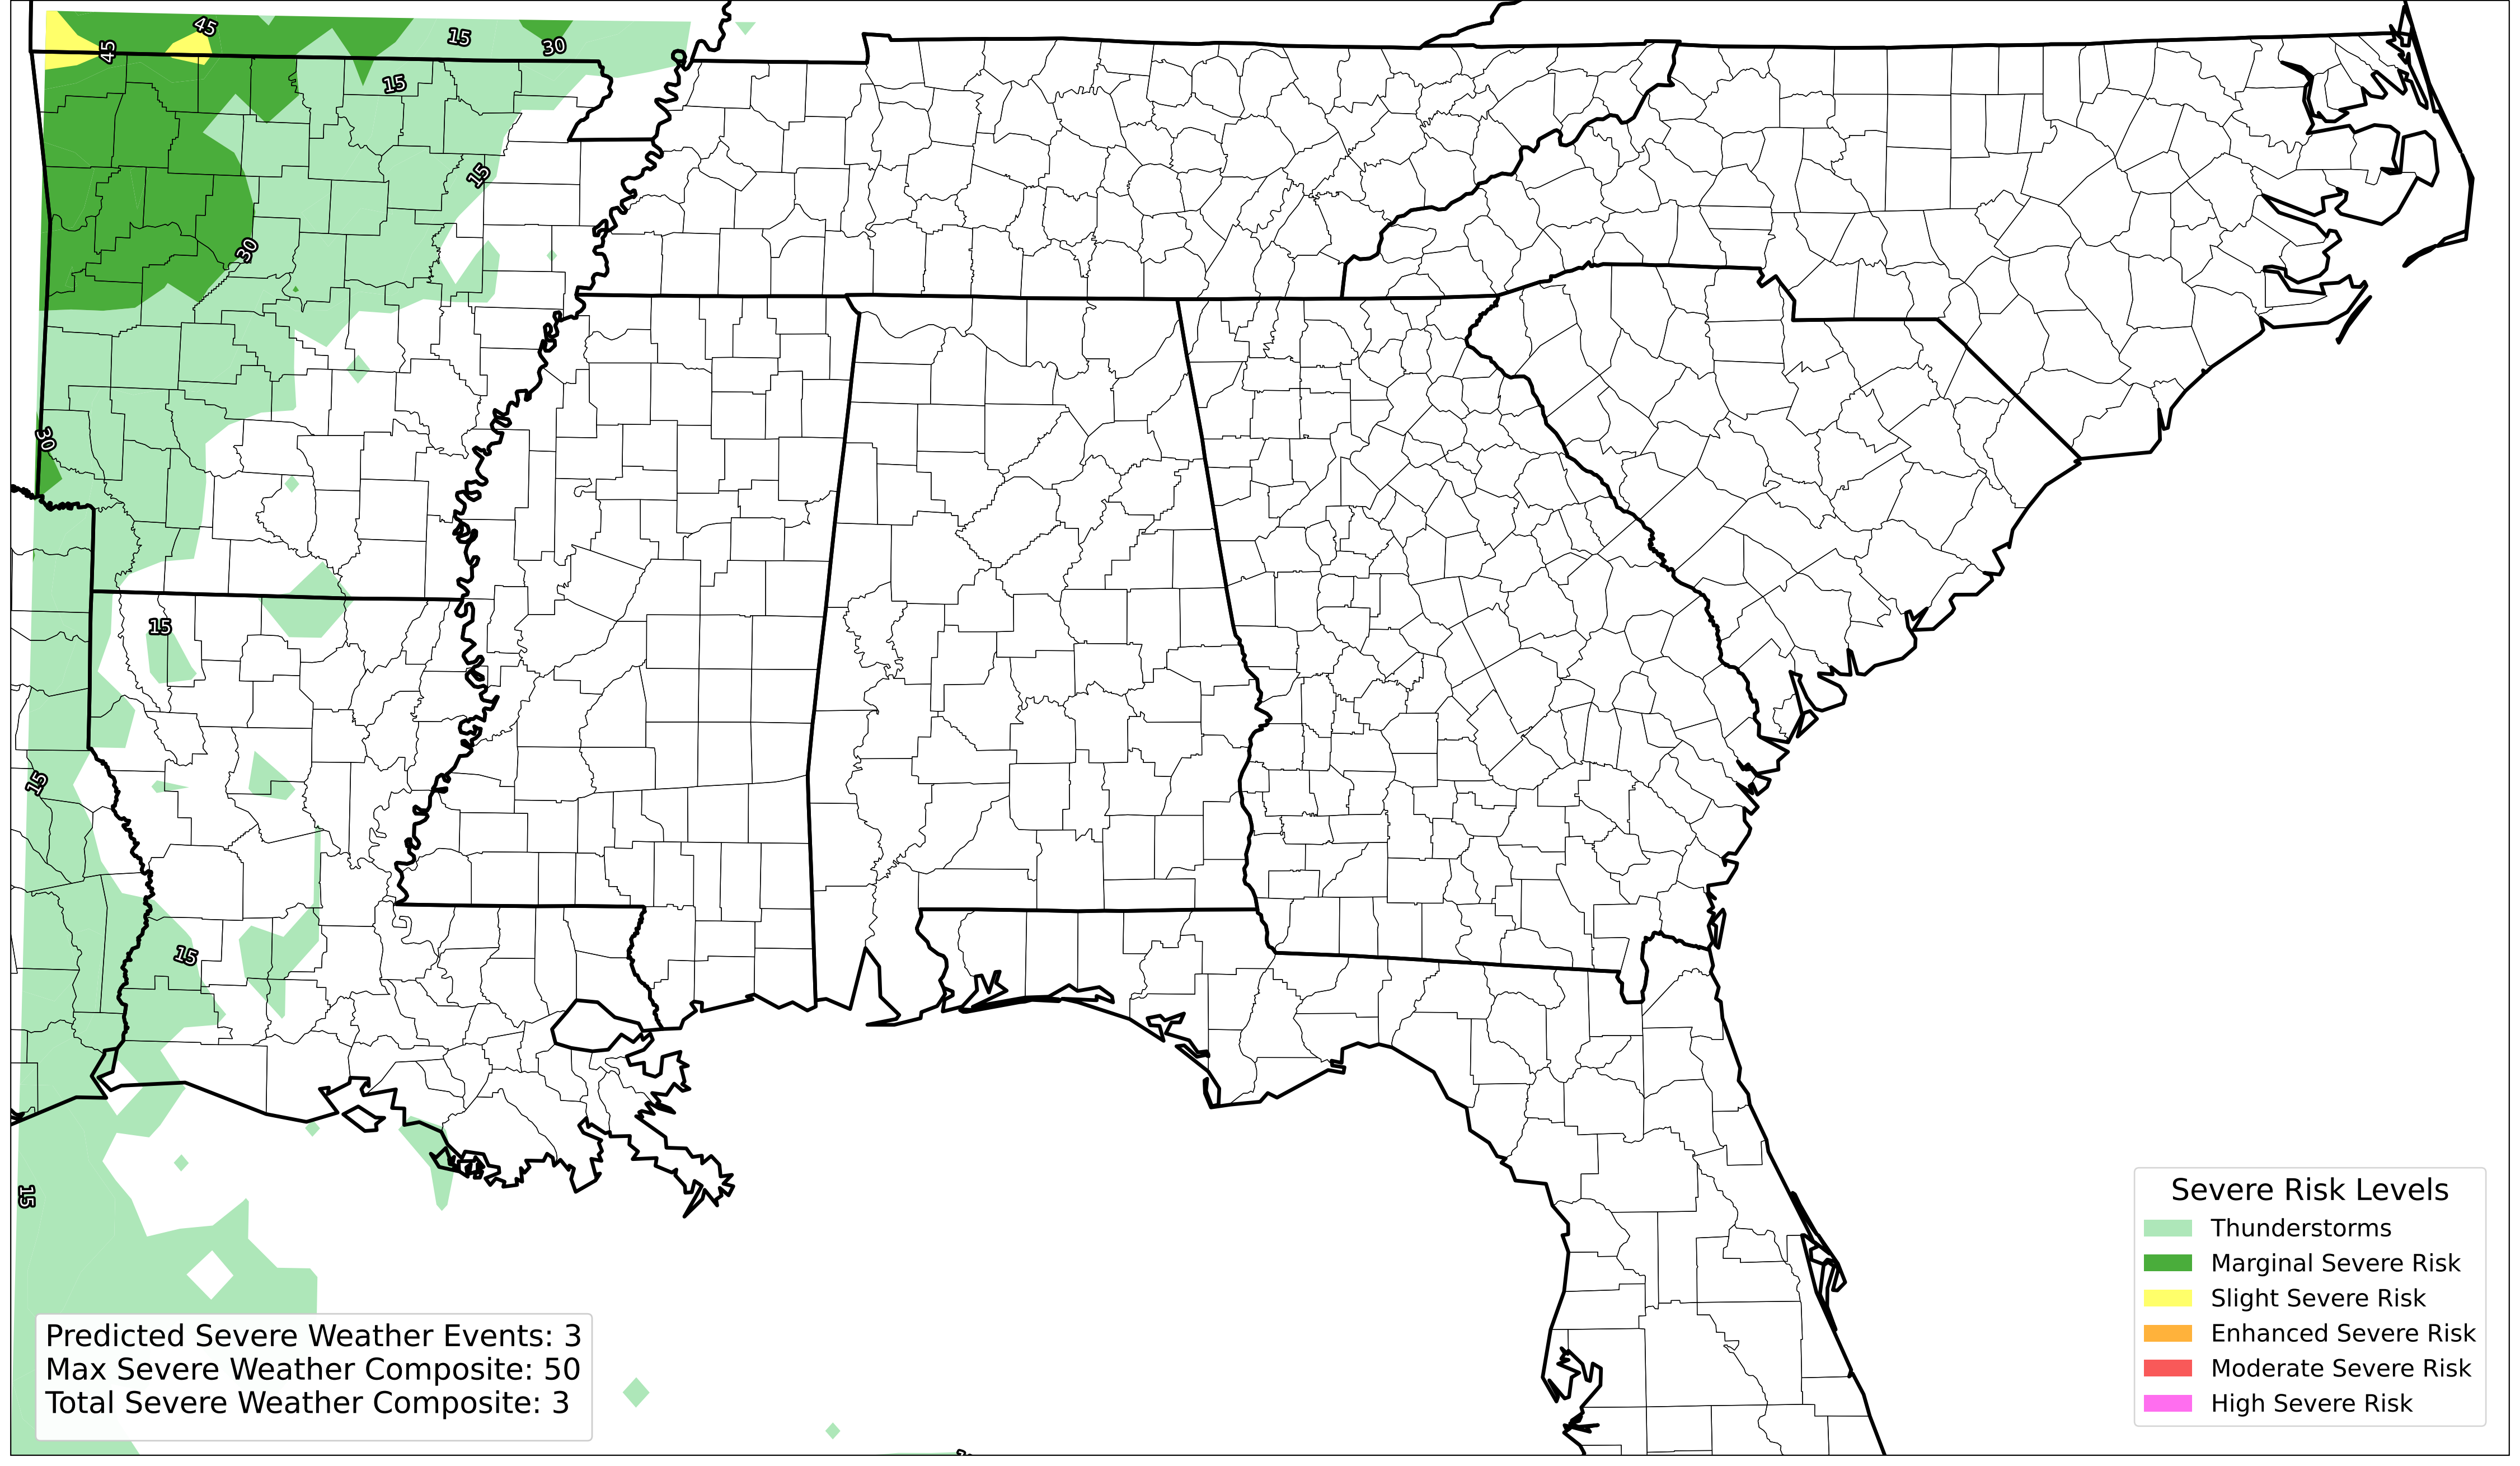 45
45
15
30
15
15
30
30
15
15
15
15
Severe Risk Levels
Thunderstorms
Marginal Severe Risk
Slight Severe Risk
Enhanced Severe Risk
Moderate Severe Risk
High Severe Risk
Predicted Severe Weather Events: 3
Max Severe Weather Composite: 50
Total Severe Weather Composite: 3